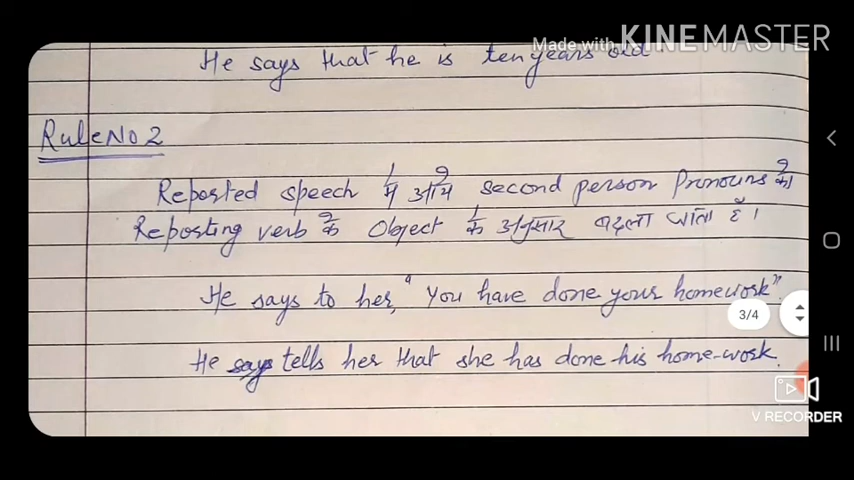 Made with KINEMASTER
He says that he is ten years old.
Rule No 2
Reported speech में आये second person Pronouns को
Reporting verb के Object के अनुसार बदला जाता है।
He says to her, "You have done your homework".
3/4
He says tells her that she has done his home-work.
V RECORDER